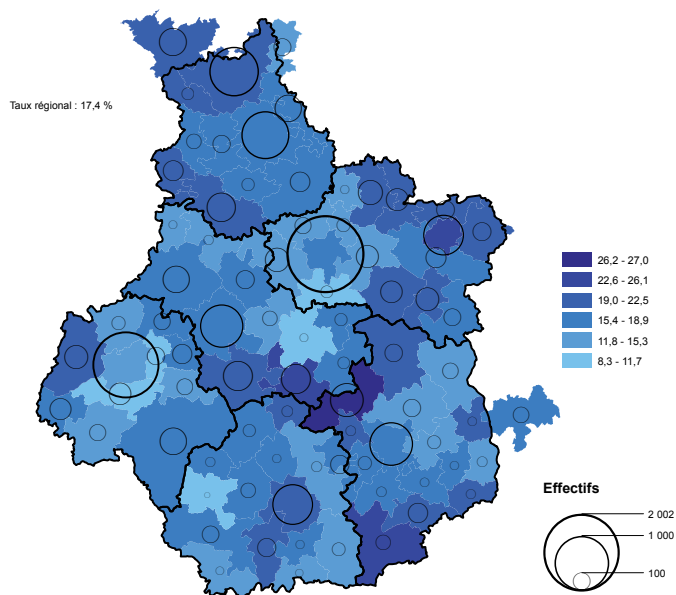 Taux régional : 17,4 %
26,2 - 27,0
22,6 - 26,1
19,0 - 22,5
15,4 - 18,9
11,8 - 15,3
8,3 - 11,7
Effectifs
2 002
1 000
100